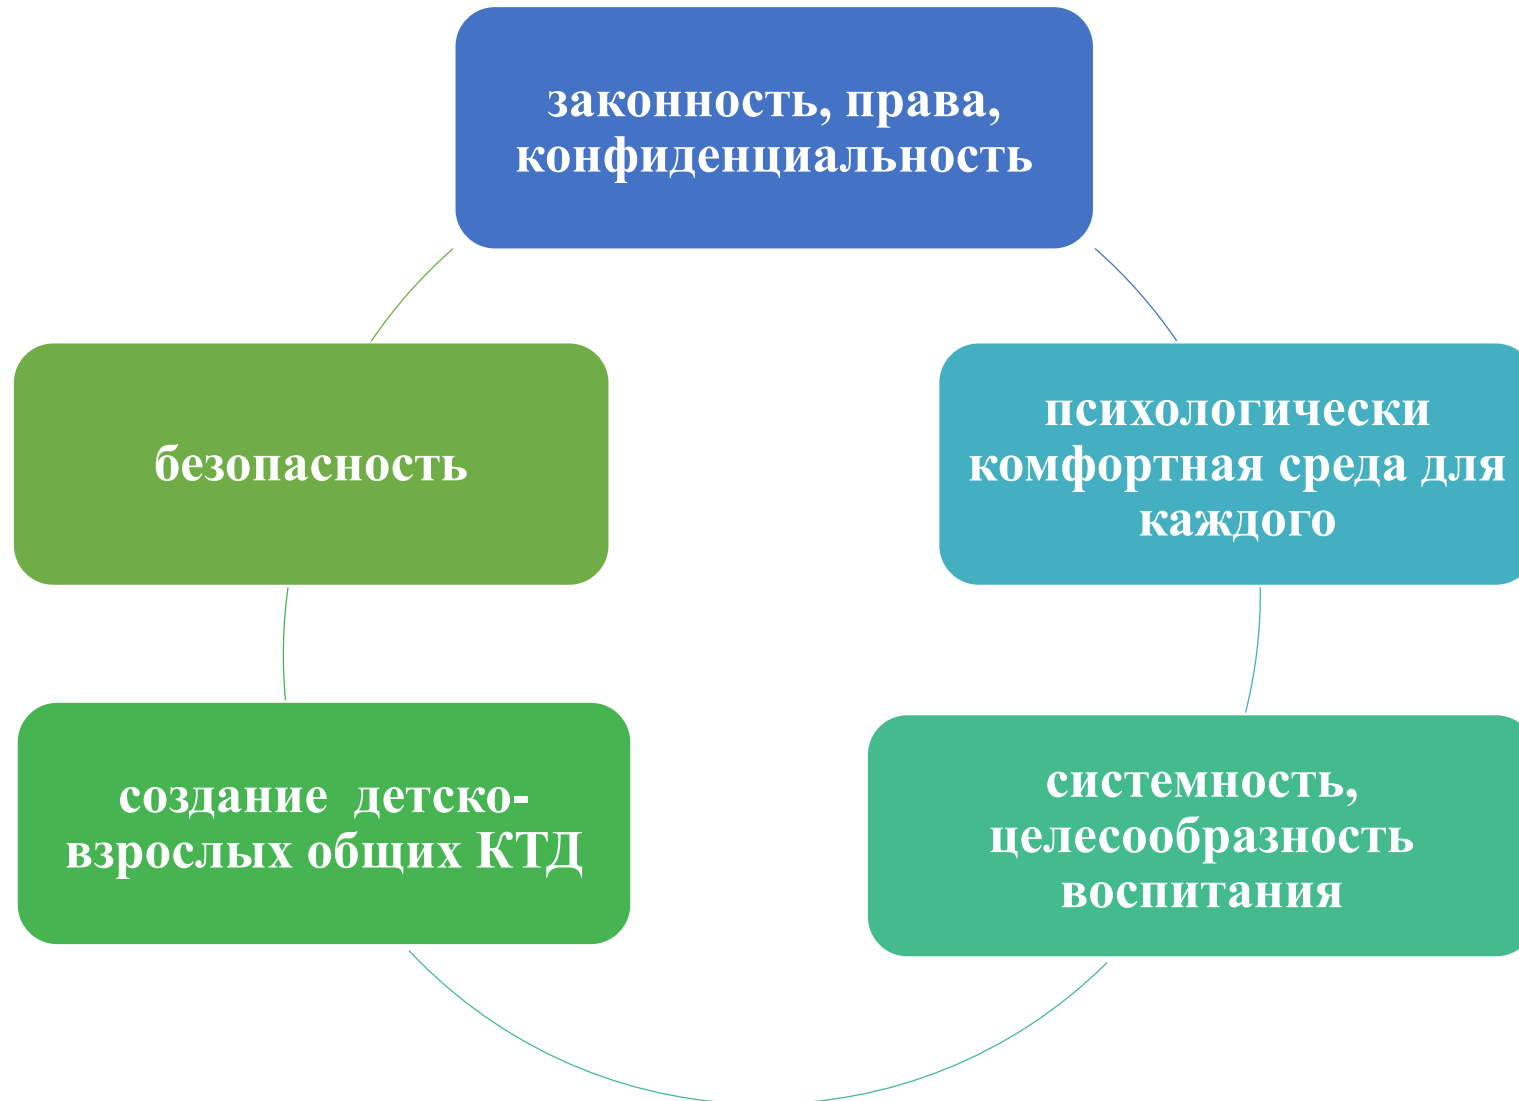 законность, права,
конфиденциальность
безопасность
психологически
комфортная среда для
каждого
создание детско-
взрослых общих КТД
системность,
целесообразность
воспитания